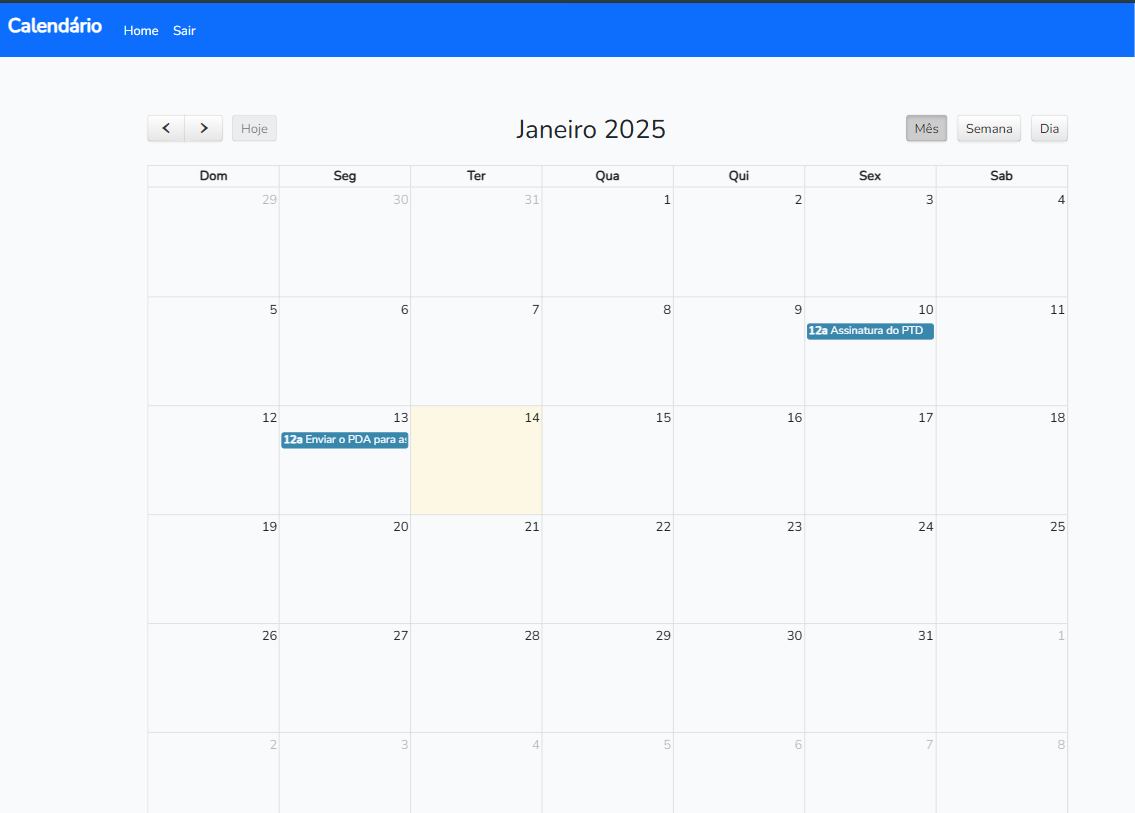 Calendário Home Sair
Hoje Janeiro 2025 Mês Semana Dia
Dom Seg Ter Qua Qui Sex Sab
29 30 31 1 2 3 4
5 6 7 8 9 10 11
12a Assinatura do PTD
12 13 14 15 16 17 18
12a Enviar o PDA para
19 20 21 22 23 24 25
26 27 28 29 30 31 1
2 3 4 5 6 7 8